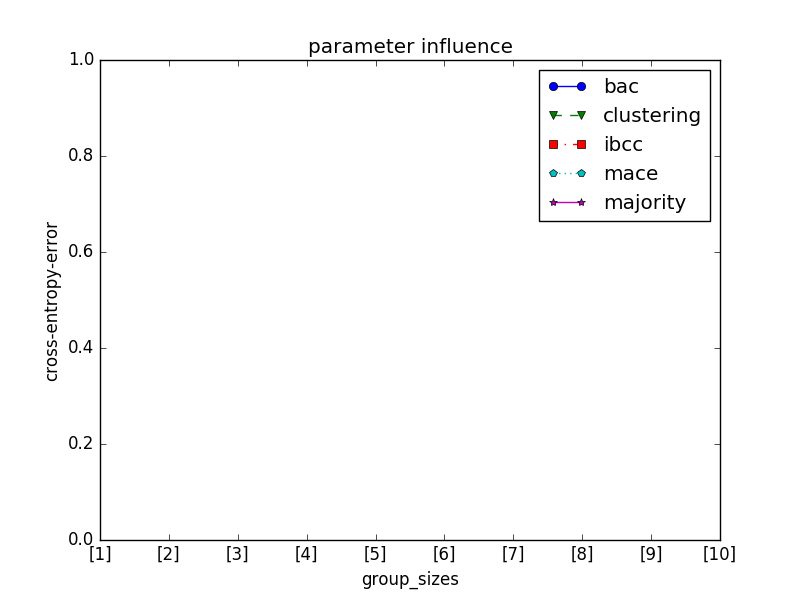 parameter influence
1.0
0.8
0.6
0.4
0.2
0.0
cross-entropy-error
bac
clustering
ibcc
mace
majority
[1] [2] [3] [4] [5] [6] [7] [8] [9] [10]
group_sizes